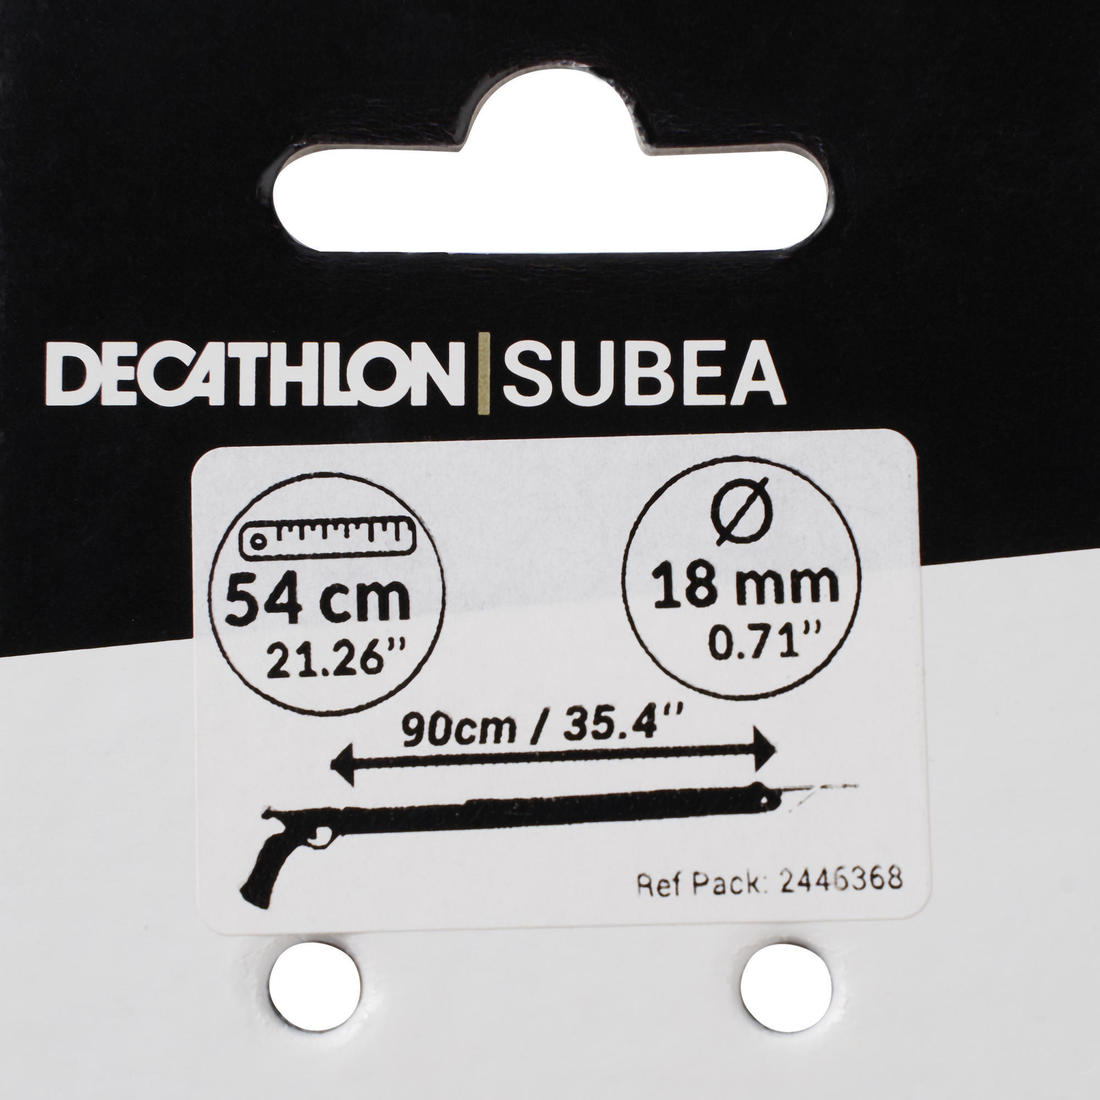 DECATHLON | SUBEA
54 cm
21.26"
Ø
18 mm
0.71"
90cm / 35.4"
Ref Pack: 2446368